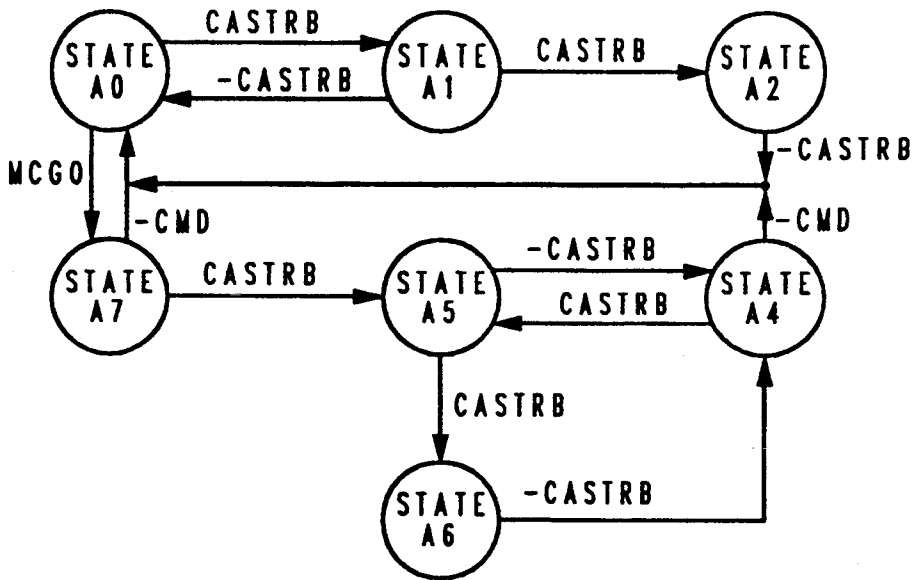 CASTRB
STATE
A0
STATE
A1
CASTRB
STATE
A2
-CASTRB
-CASTRB
MCGO
-CMD
-CMD
STATE
A7
CASTRB
STATE
A5
-CASTRB
CASTRB
STATE
A4
CASTRB
STATE
A6
-CASTRB